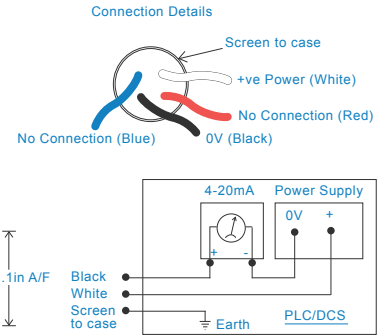 Connection Details
Screen to case
+ve Power (White)
No Connection (Red)
No Connection (Blue)
0V (Black)
4-20mA
Power Supply
0V
+
+
-
.1in A/F
Black
White
Screen
to case
Earth
PLC/DCS